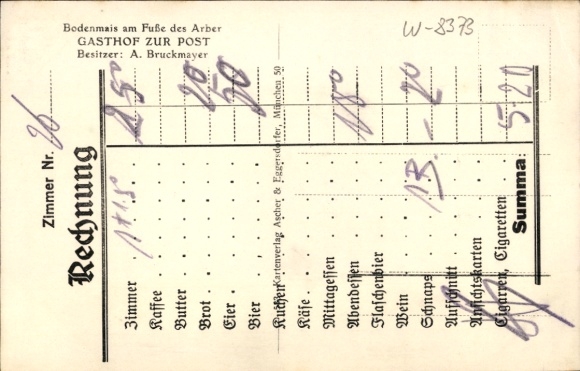 Bodenmais am Fuße des Arber
GASTHOF ZUR POST
Besitzer: A. Bruckmayer
W-8373
Zimmer Nr. 26
Rechnung
Zimmer
Kaffee
Butter
Brot
Eier
Bier
Kuchen
Käse
Mittagessen
Abendessen
Flaschenbier
Wein
Schnaps
Aufschnitt
Ansichtskarten
Cigarren, Cigaretten
Summa: 5.20
Kartenverlag Ascher & Eggersdorfer, München 50